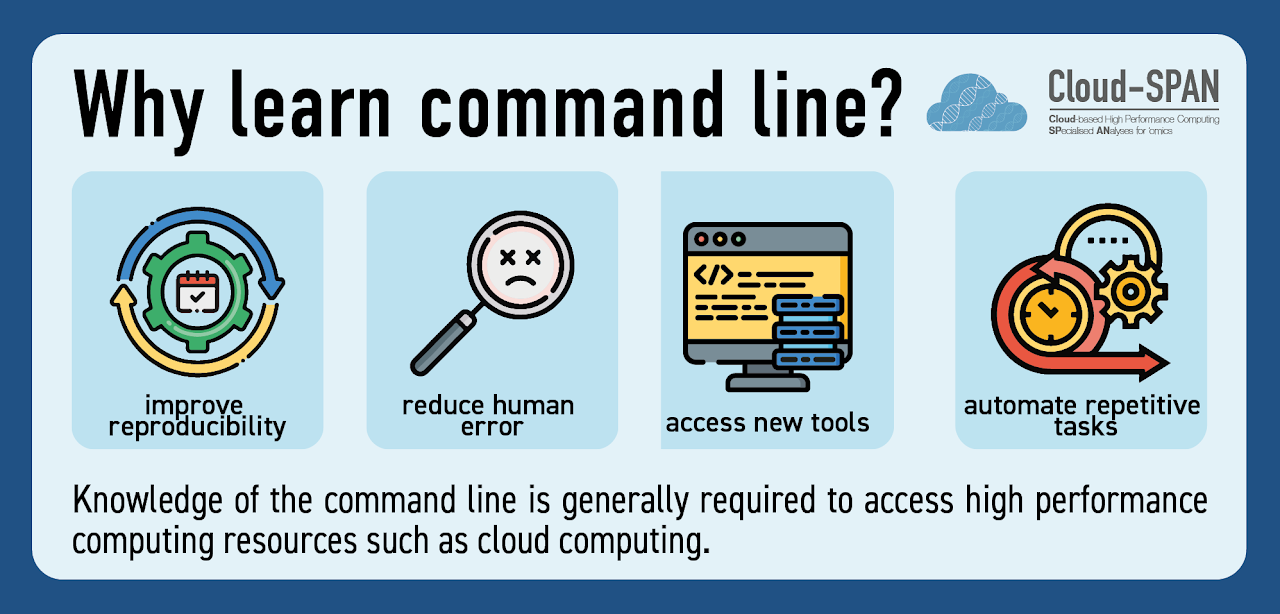 Why learn command line?
Cloud-SPAN
Cloud-based High Performance Computing
SPecialised ANalyses for 'omics
improve
reproducibility
reduce human
error
</>
access new tools
automate repetitive
tasks
Knowledge of the command line is generally required to access high performance
computing resources such as cloud computing.